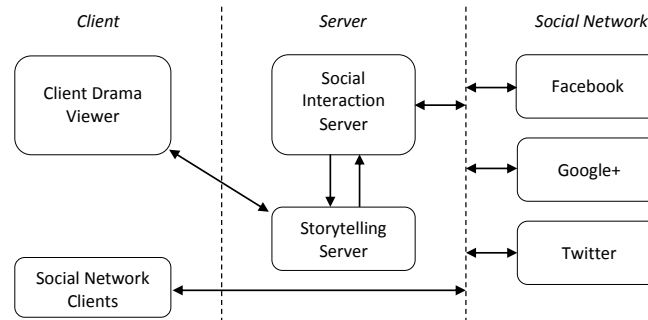 Client
Server
Social Network
Client Drama
Viewer
Social
Interaction
Server
Facebook
Google+
Storytelling
Server
Twitter
Social Network
Clients